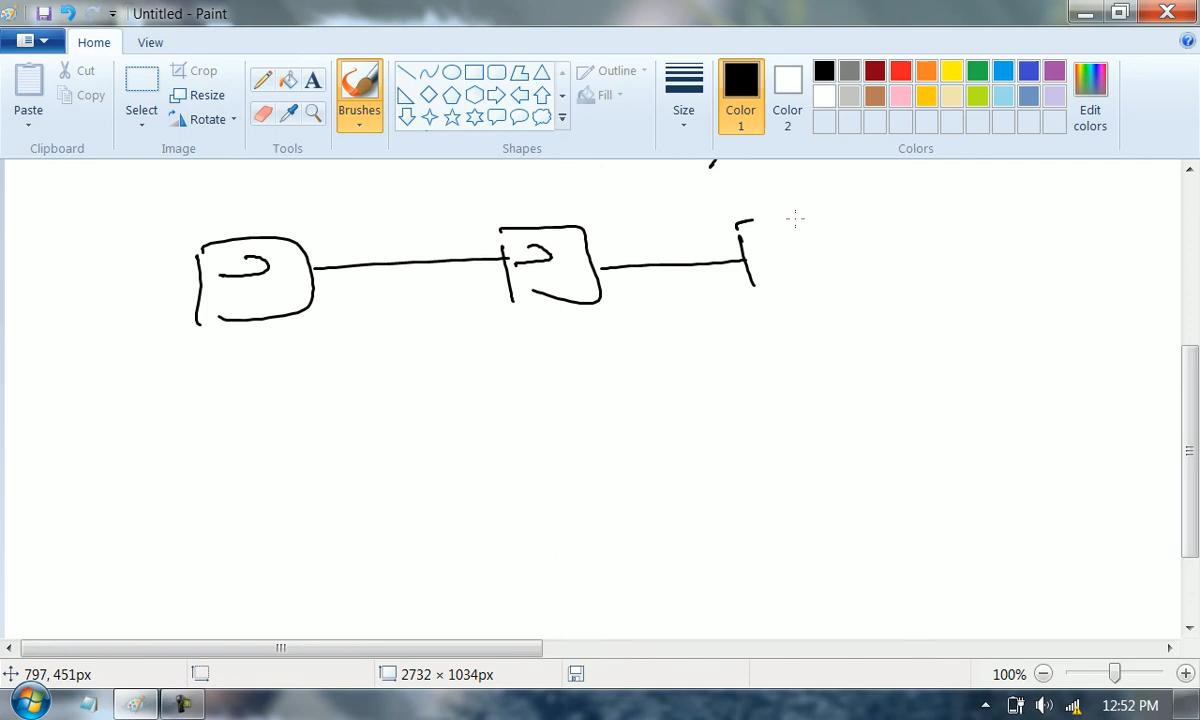 Untitled - Paint
Home View
Cut
Copy
Paste
Crop
Resize
Rotate
Select
A
Brushes
Outline
Fill
Size
Color 1
Color 2
Edit colors
Clipboard Image Tools Shapes Colors
797, 451px 2732 × 1034px 100%
12:52 PM